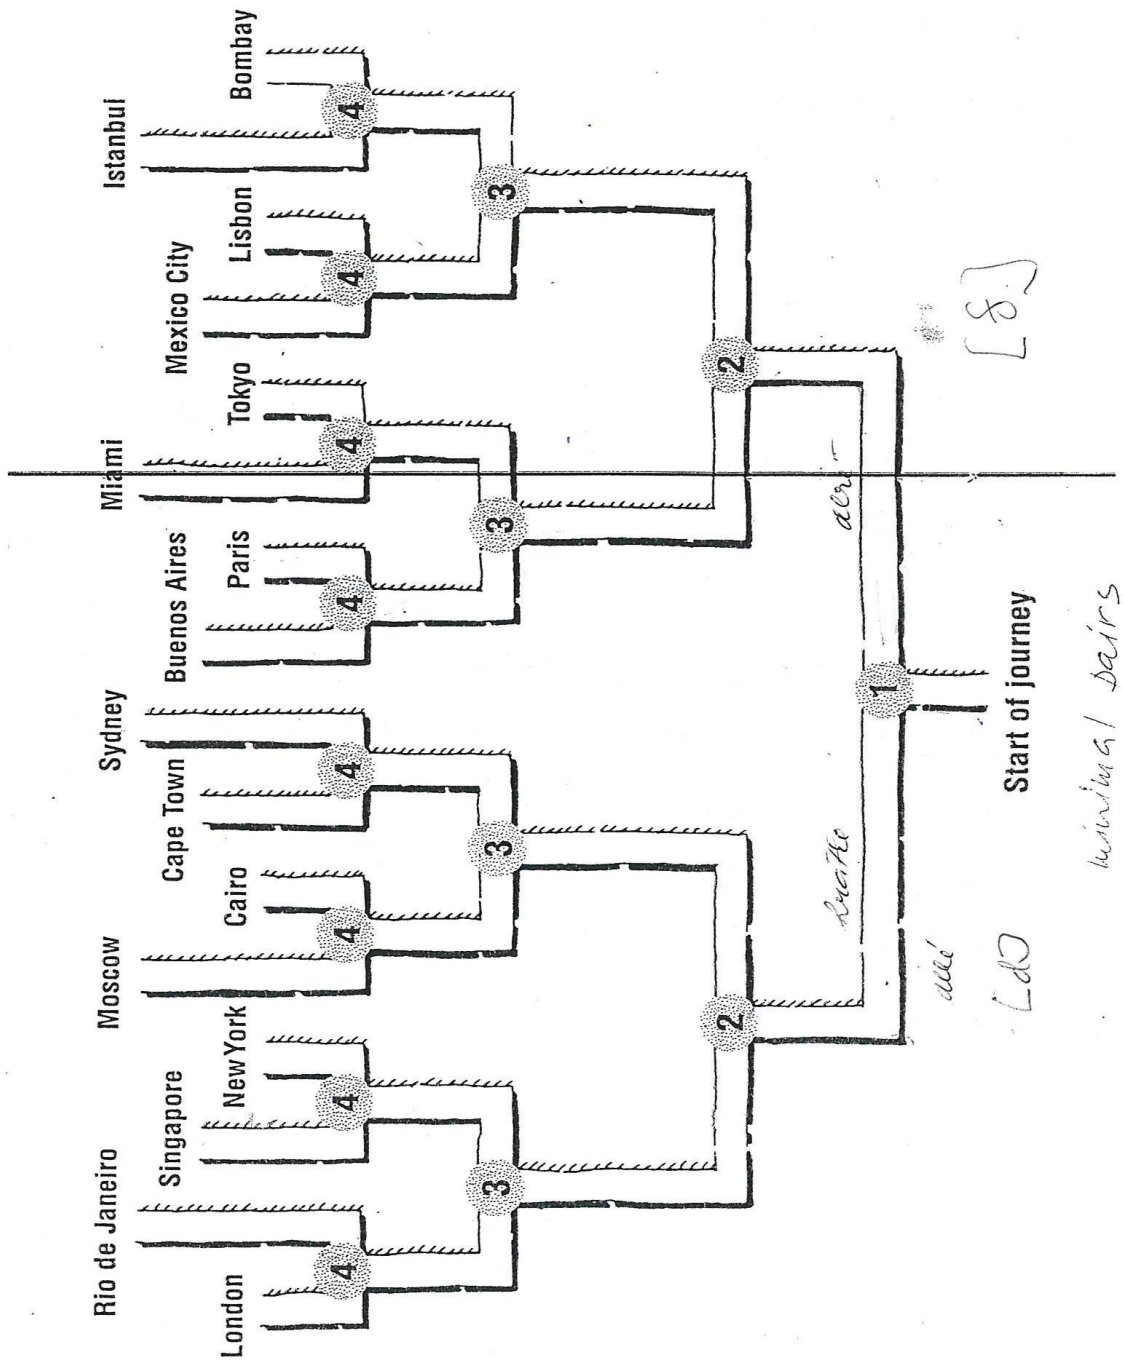 Rio de Janeiro
Moscow
Sydney
Miami
Istanbul
Singapore
Cape Town
Buenos Aires
Mexico City
London
New York
Cairo
Paris
Tokyo
Lisbon
Bombay
4 4 4 4 4 4 4 4
3 3 3 3
2 2
1
Start of journey
[d]
minimal pairs